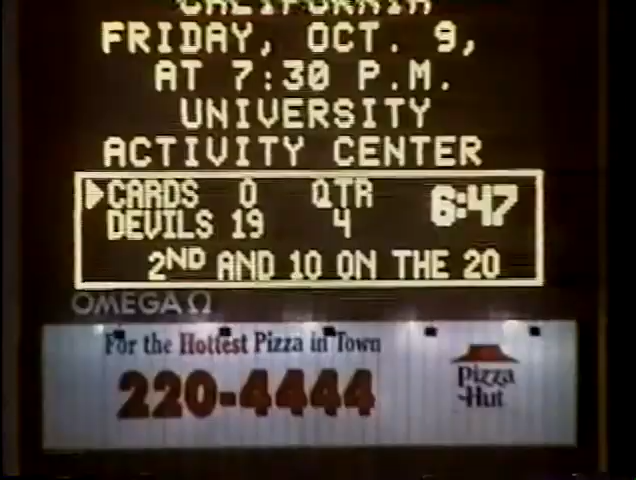 CALIFORNIA
FRIDAY, OCT. 9,
AT 7:30 P.M.
UNIVERSITY
ACTIVITY CENTER
CARDS 0 QTR 6:47
DEVILS 19 4
2ND AND 10 ON THE 20
OMEGA Ω
For the Hottest Pizza in Town
220-4444
Pizza
Hut